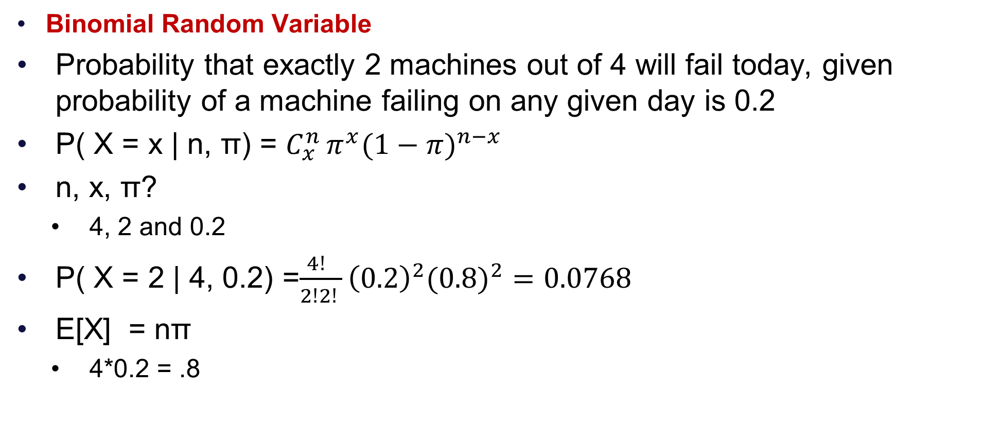 • Binomial Random Variable
• Probability that exactly 2 machines out of 4 will fail today, given
probability of a machine failing on any given day is 0.2
• P( X = x | n, π) = $C_x^n \pi^x (1 - \pi)^{n-x}$
• n, x, π?
• 4, 2 and 0.2
• P( X = 2 | 4, 0.2) = $\frac{4!}{2!2!} (0.2)^2 (0.8)^2 = 0.0768$
• E[X] = nπ
• 4*0.2 = .8